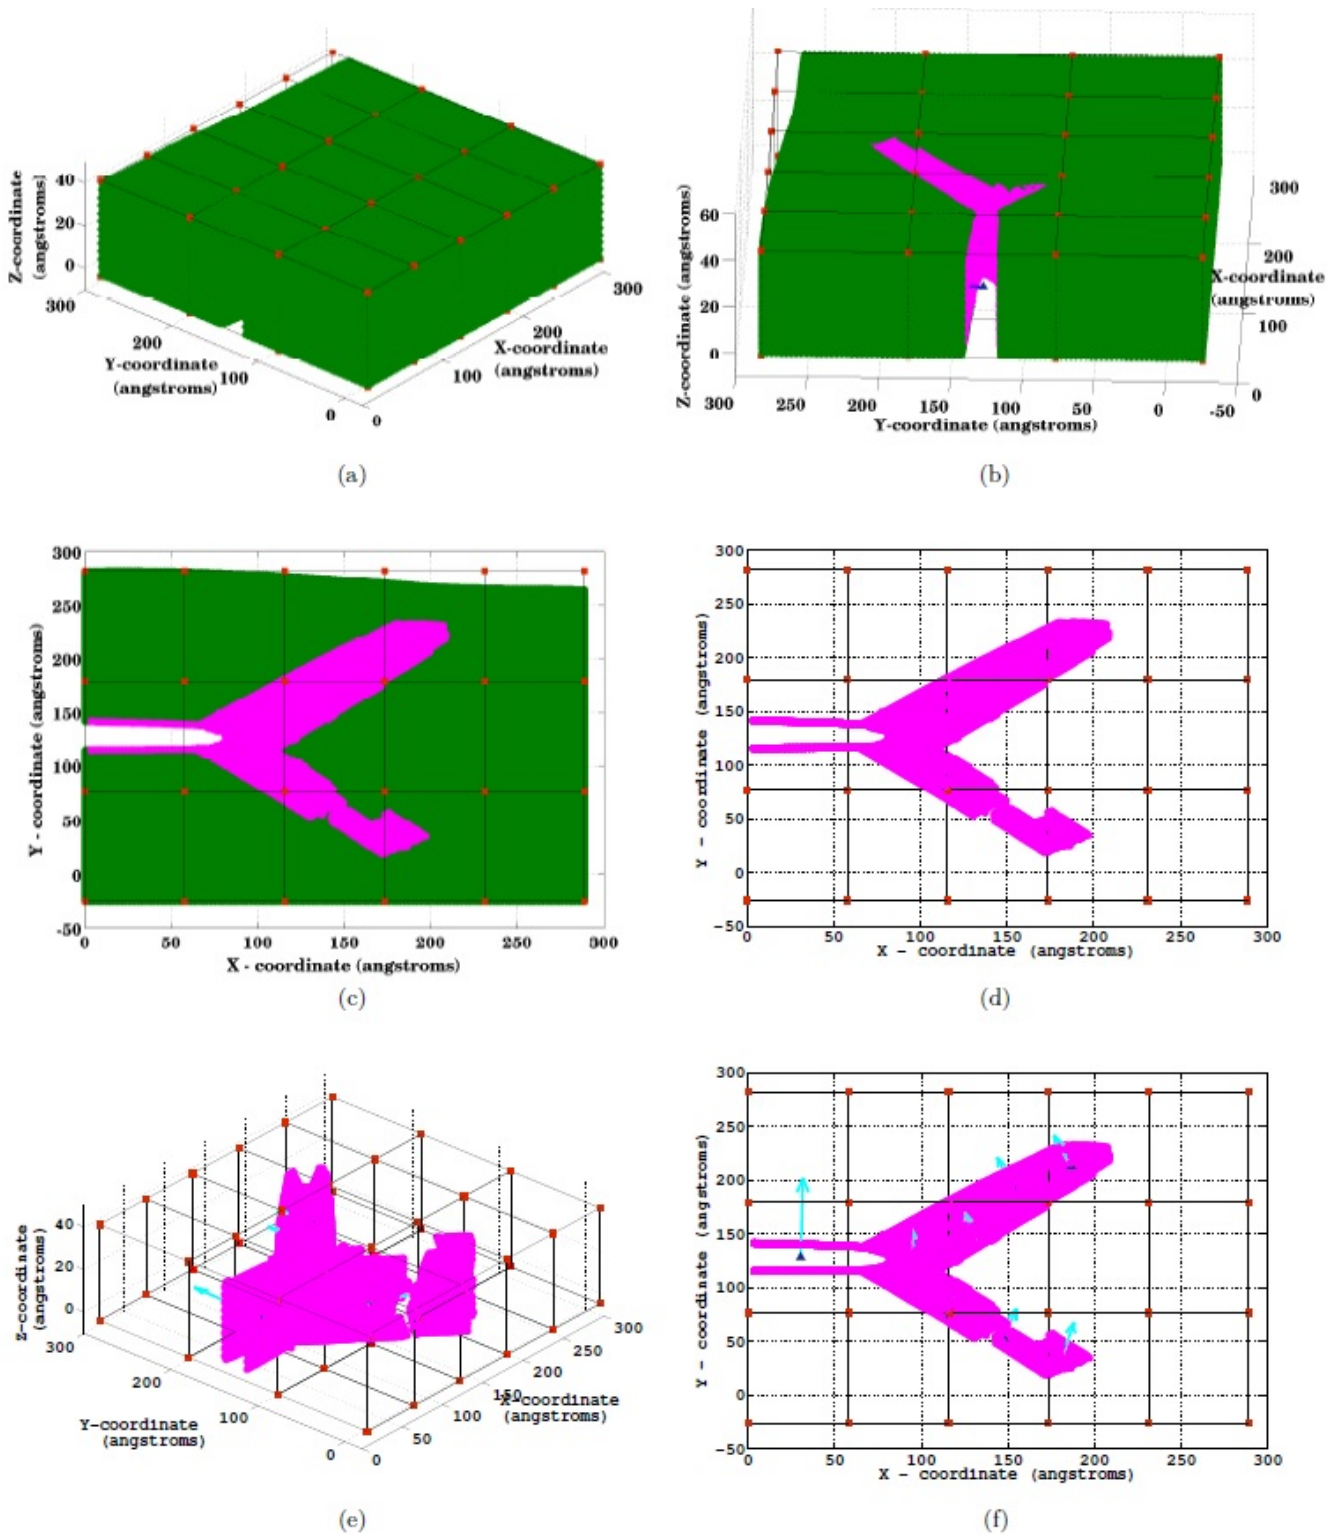 Z-coordinate
(angstroms)
40
20
0
300
200
100
0
Y-coordinate
(angstroms)
0
100
200
300
X-coordinate
(angstroms)
(a)
Z-coordinate (angstroms)
60
40
20
0
300 250 200 150 100 50 0 -50
Y-coordinate (angstroms)
300
200
X-coordinate
(angstroms)
100
0
(b)
Y - coordinate (angstroms)
300
250
200
150
100
50
0
-50
0 50 100 150 200 250 300
X - coordinate (angstroms)
(c)
Y - coordinate (angstroms)
300
250
200
150
100
50
0
-50
0 50 100 150 200 250 300
X - coordinate (angstroms)
(d)
Z-coordinate
(angstroms)
40
20
0
300
200
100
0
Y-coordinate
(angstroms)
0
50
100
150
200
250
300
X-coordinate
(angstroms)
(e)
Y - coordinate (angstroms)
300
250
200
150
100
50
0
-50
0 50 100 150 200 250 300
X - coordinate (angstroms)
(f)